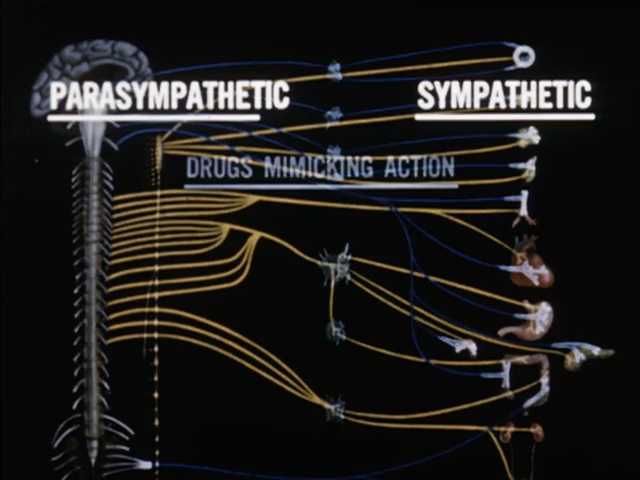 PARASYMPATHETIC SYMPATHETIC
DRUGS MIMICKING ACTION